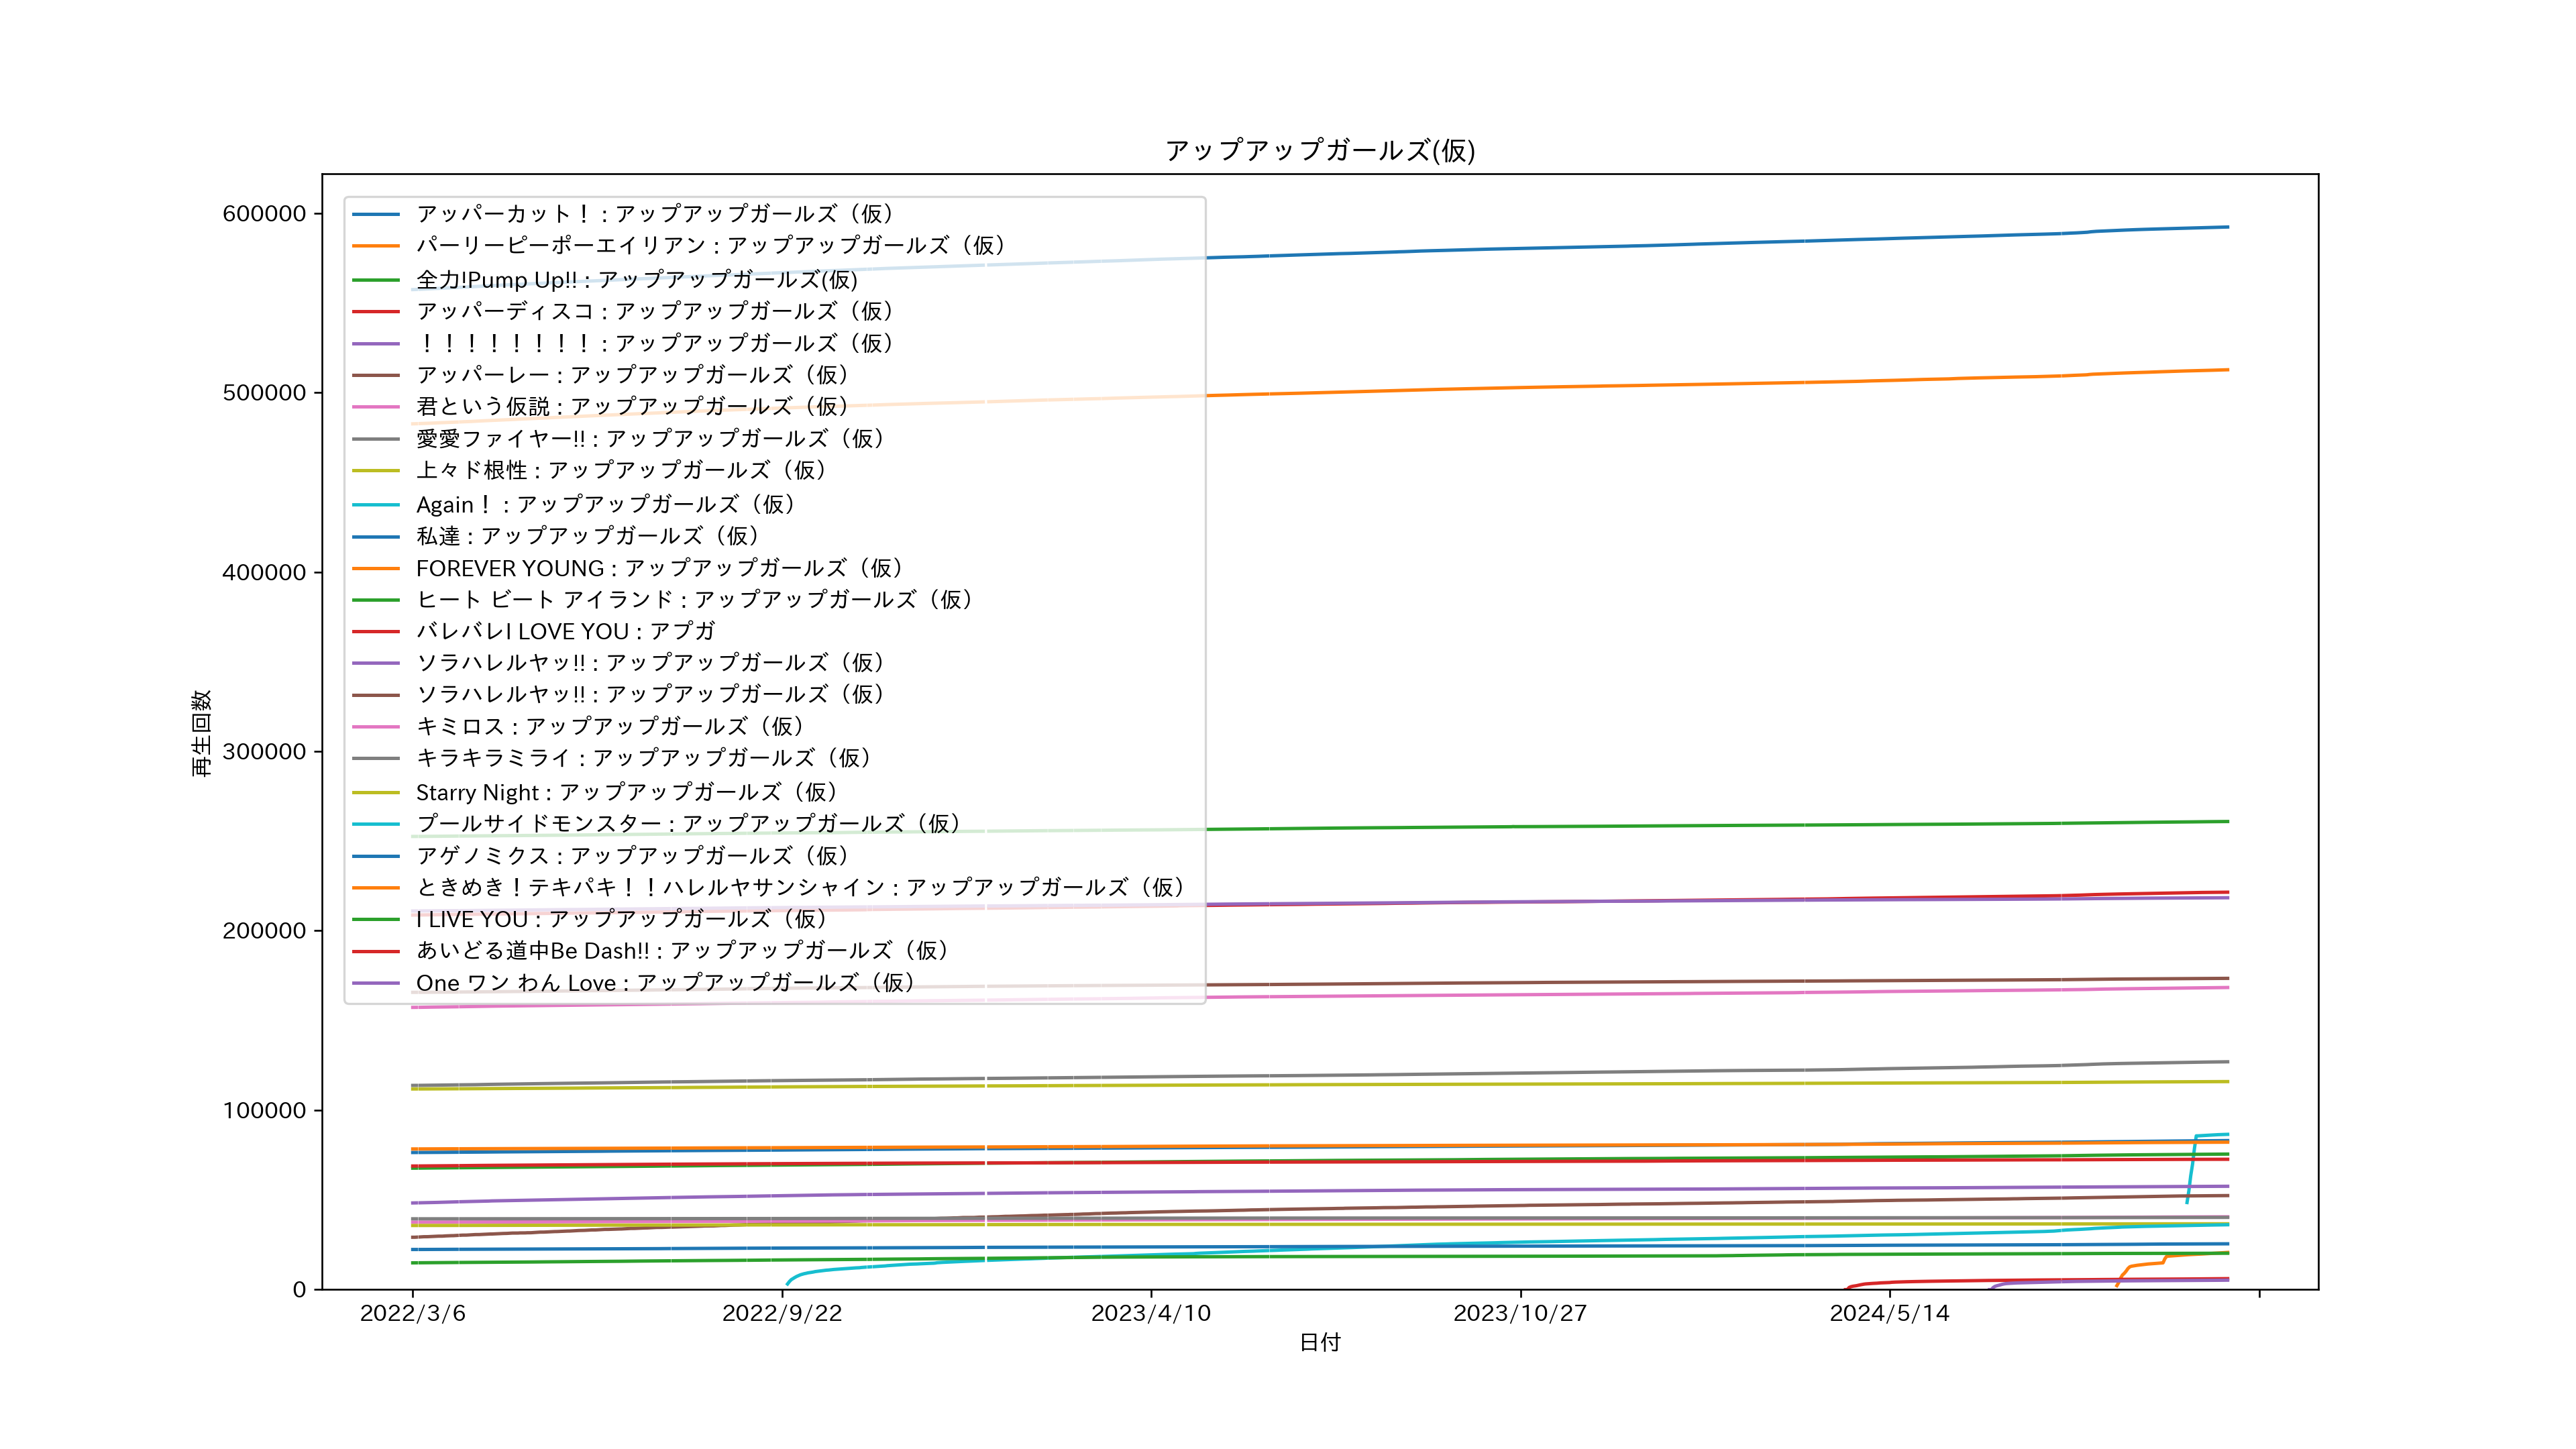 アップアップガールズ(仮)
600000
500000
400000
300000
200000
100000
0
再生回数
アッパーカット！ : アップアップガールズ（仮）
パーリーピーポーエイリアン : アップアップガールズ（仮）
全力!Pump Up!! : アップアップガールズ(仮)
アッパーディスコ : アップアップガールズ（仮）
！！！！！！！！ : アップアップガールズ（仮）
アッパーレー : アップアップガールズ（仮）
君という仮説 : アップアップガールズ（仮）
愛愛ファイヤー!! : アップアップガールズ（仮）
上々ド根性 : アップアップガールズ（仮）
Again！ : アップアップガールズ（仮）
私達 : アップアップガールズ（仮）
FOREVER YOUNG : アップアップガールズ（仮）
ヒート ビート アイランド : アップアップガールズ（仮）
バレバレI LOVE YOU : アプガ
ソラハレルヤッ!! : アップアップガールズ（仮）
ソラハレルヤッ!! : アップアップガールズ（仮）
キミロス : アップアップガールズ（仮）
キラキラミライ : アップアップガールズ（仮）
Starry Night : アップアップガールズ（仮）
プールサイドモンスター : アップアップガールズ（仮）
アゲノミクス : アップアップガールズ（仮）
ときめき！テキパキ！！ハレルヤサンシャイン : アップアップガールズ（仮）
I LIVE YOU : アップアップガールズ（仮）
あいどる道中Be Dash!! : アップアップガールズ（仮）
One ワン わん Love : アップアップガールズ（仮）
2022/3/6
2022/9/22
2023/4/10
2023/10/27
2024/5/14
日付